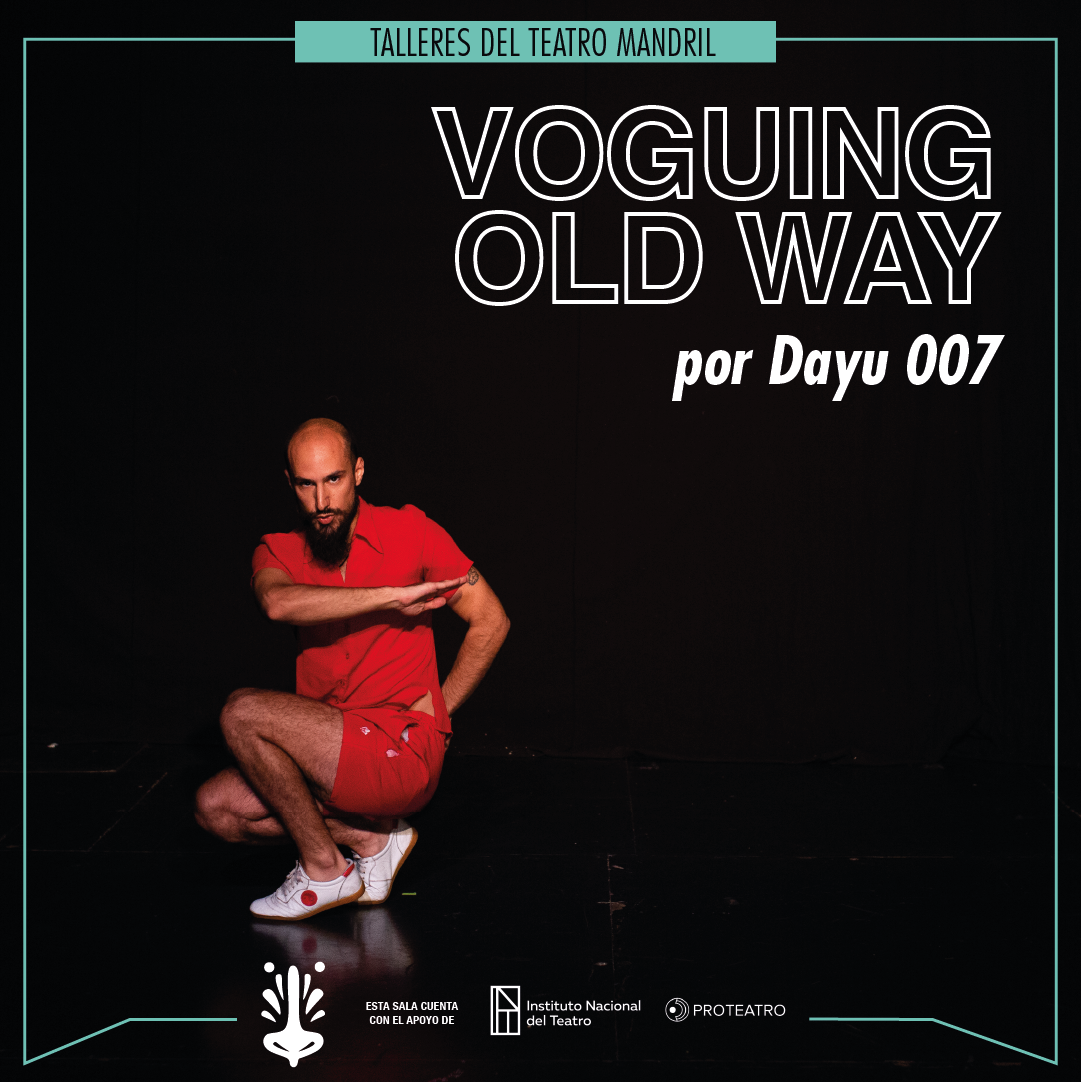 TALLERES DEL TEATRO MANDRIL
VOGUING
OLD WAY
por Dayu 007
ESTA SALA CUENTA
CON EL APOYO DE
Instituto Nacional
del Teatro
PROTEATRO